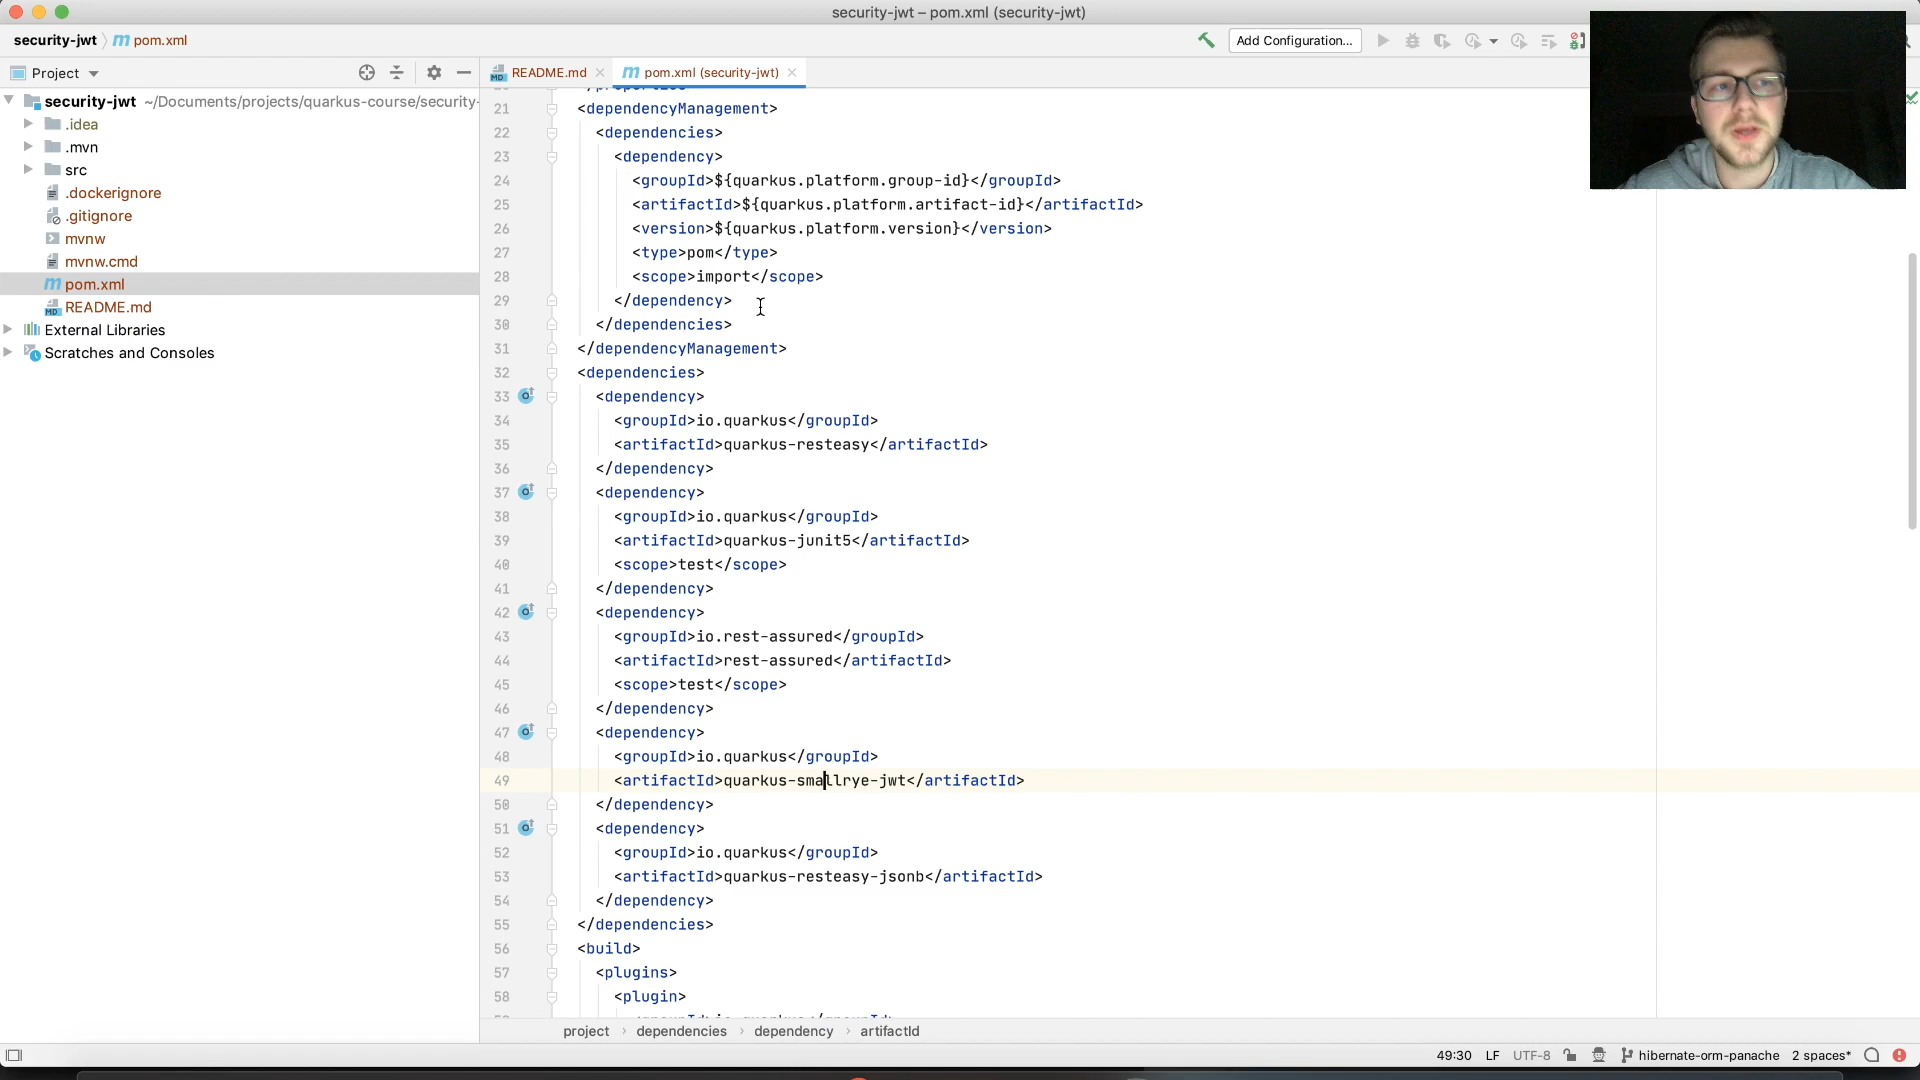 security-jwt – pom.xml (security-jwt)
security-jwt
pom.xml
Add Configuration...
Project
README.md
pom.xml (security-jwt)
security-jwt ~/Documents/projects/quarkus-course/security-
.idea
.mvn
src
.dockerignore
.gitignore
mvnw
mvnw.cmd
pom.xml
README.md
External Libraries
Scratches and Consoles
21 <dependencyManagement>
22 <dependencies>
23 <dependency>
24 <groupId>${quarkus.platform.group-id}</groupId>
25 <artifactId>${quarkus.platform.artifact-id}</artifactId>
26 <version>${quarkus.platform.version}</version>
27 <type>pom</type>
28 <scope>import</scope>
29 </dependency>
30 </dependencies>
31 </dependencyManagement>
32 <dependencies>
33 <dependency>
34 <groupId>io.quarkus</groupId>
35 <artifactId>quarkus-resteasy</artifactId>
36 </dependency>
37 <dependency>
38 <groupId>io.quarkus</groupId>
39 <artifactId>quarkus-junit5</artifactId>
40 <scope>test</scope>
41 </dependency>
42 <dependency>
43 <groupId>io.rest-assured</groupId>
44 <artifactId>rest-assured</artifactId>
45 <scope>test</scope>
46 </dependency>
47 <dependency>
48 <groupId>io.quarkus</groupId>
49 <artifactId>quarkus-smallrye-jwt</artifactId>
50 </dependency>
51 <dependency>
52 <groupId>io.quarkus</groupId>
53 <artifactId>quarkus-resteasy-jsonb</artifactId>
54 </dependency>
55 </dependencies>
56 <build>
57 <plugins>
58 <plugin>
project › dependencies › dependency › artifactId
49:30 LF UTF-8 hibernate-orm-panache 2 spaces*